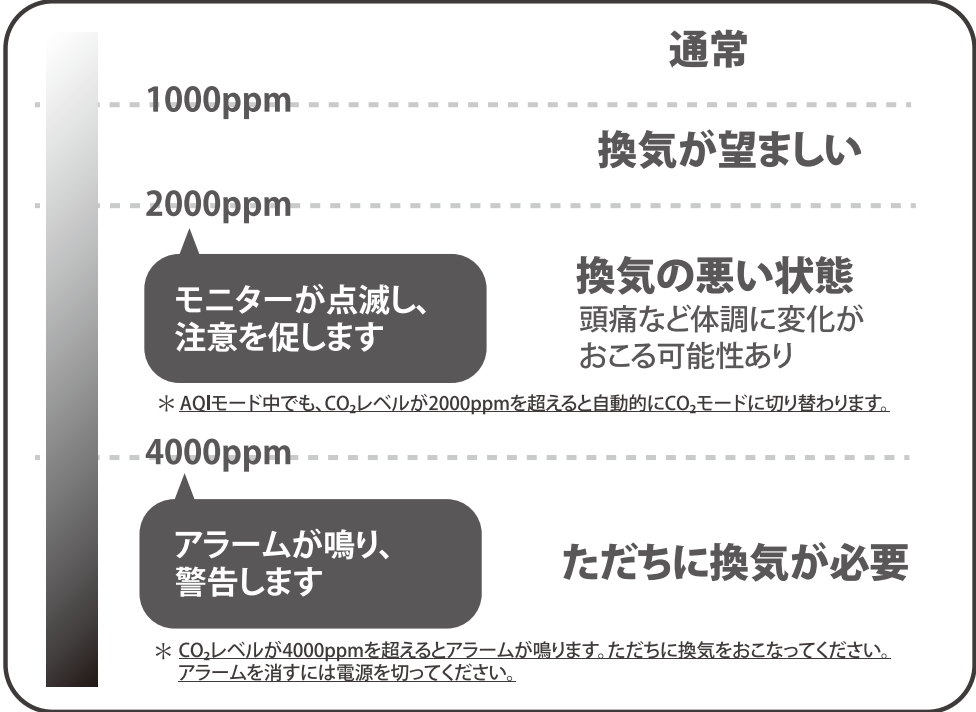 通常
1000ppm
換気が望ましい
2000ppm
モニターが点滅し、
注意を促します
換気の悪い状態
頭痛など体調に変化が
おこる可能性あり
＊ AQIモード中でも、CO₂レベルが2000ppmを超えると自動的にCO₂モードに切り替わります。
4000ppm
アラームが鳴り、
警告します
ただちに換気が必要
＊ CO₂レベルが4000ppmを超えるとアラームが鳴ります。ただちに換気をおこなってください。
アラームを消すには電源を切ってください。